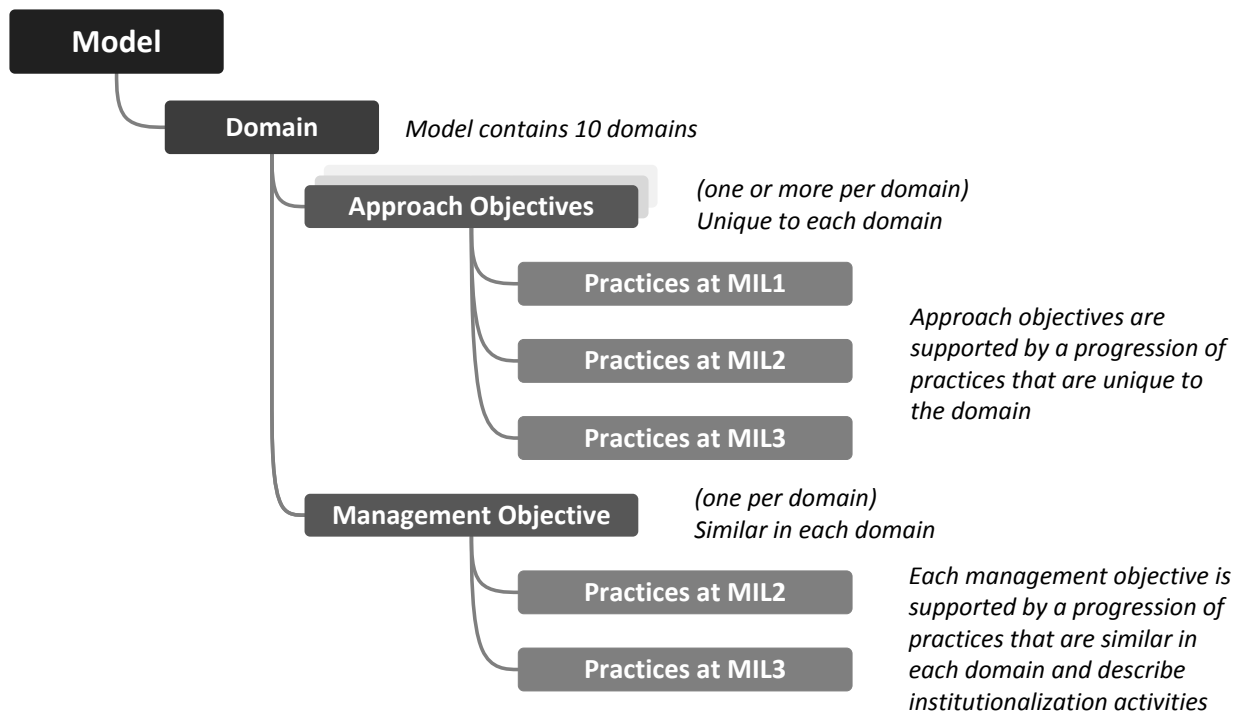 Model
Domain
Model contains 10 domains
Approach Objectives
(one or more per domain)
Unique to each domain
Practices at MIL1
Practices at MIL2
Practices at MIL3
Approach objectives are
supported by a progression of
practices that are unique to
the domain
Management Objective
(one per domain)
Similar in each domain
Practices at MIL2
Practices at MIL3
Each management objective is
supported by a progression of
practices that are similar in
each domain and describe
institutionalization activities